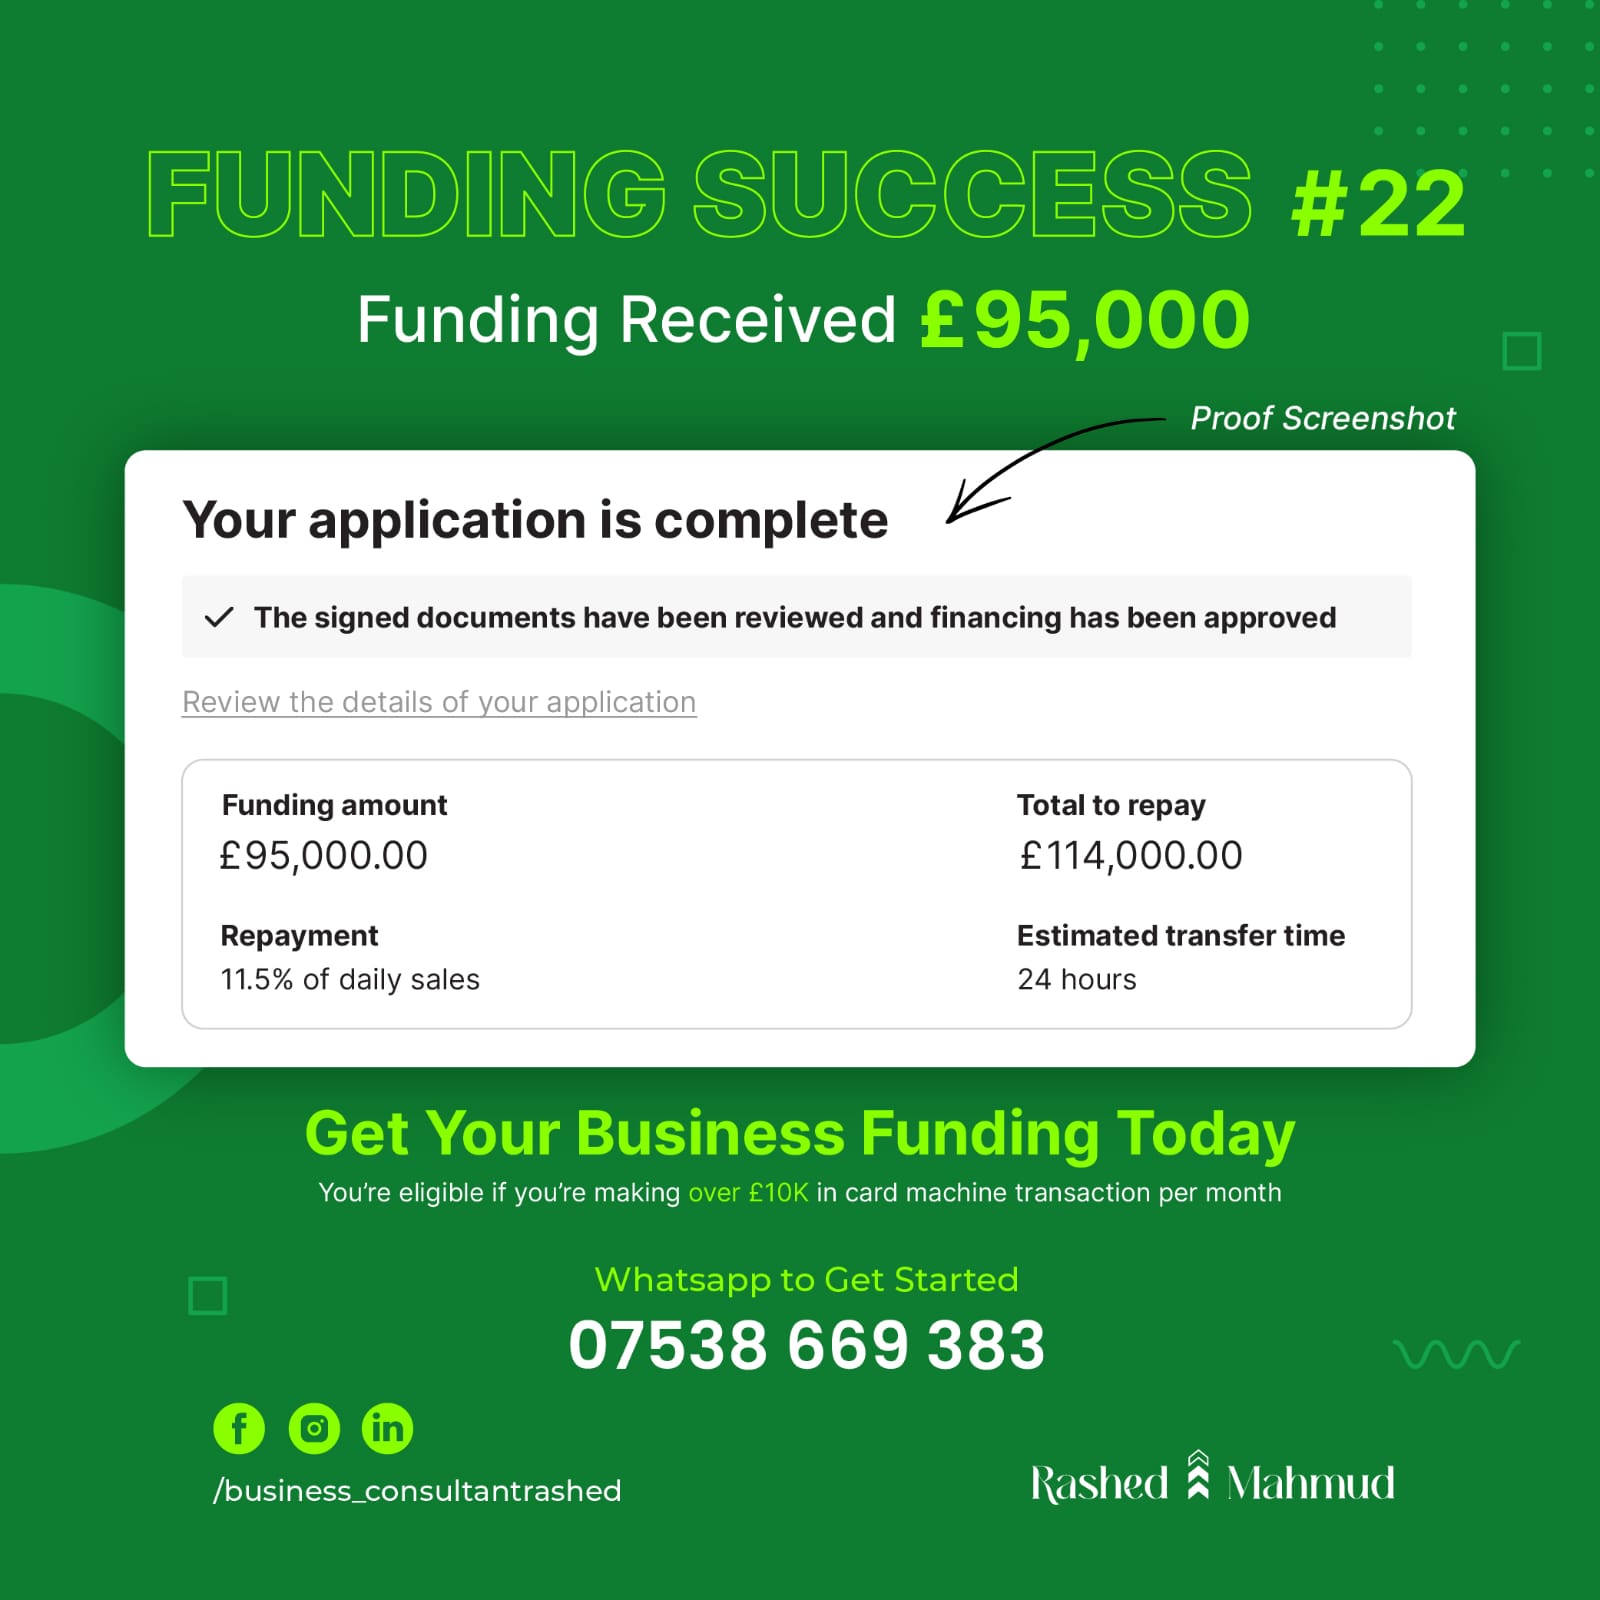 FUNDING SUCCESS #22
Funding Received £95,000
Proof Screenshot
Your application is complete
The signed documents have been reviewed and financing has been approved
Review the details of your application
Funding amount
£95,000.00
Total to repay
£114,000.00
Repayment
11.5% of daily sales
Estimated transfer time
24 hours
Get Your Business Funding Today
You're eligible if you're making over £10K in card machine transaction per month
Whatsapp to Get Started
07538 669 383
/business_consultantrashed
Rashed Mahmud